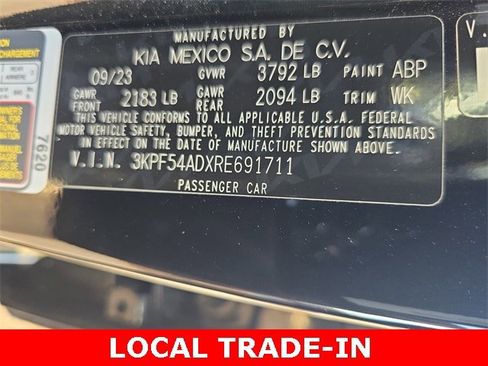 MANUFACTURED BY
KIA MEXICO S.A. DE C.V.
09/23 GVWR 3792 LB PAINT ABP
GAWR FRONT 2183 LB GAWR REAR 2094 LB TRIM WK
THIS VEHICLE CONFORMS TO ALL APPLICABLE U.S.A. FEDERAL
MOTOR VEHICLE SAFETY, BUMPER, AND THEFT PREVENTION STANDARDS
IN EFFECT ON THE DATE OF MANUFACTURE SHOWN ABOVE.
V.I.N. 3KPF54ADXRE691711
PASSENGER CAR
7620
V.
LOCAL TRADE-IN